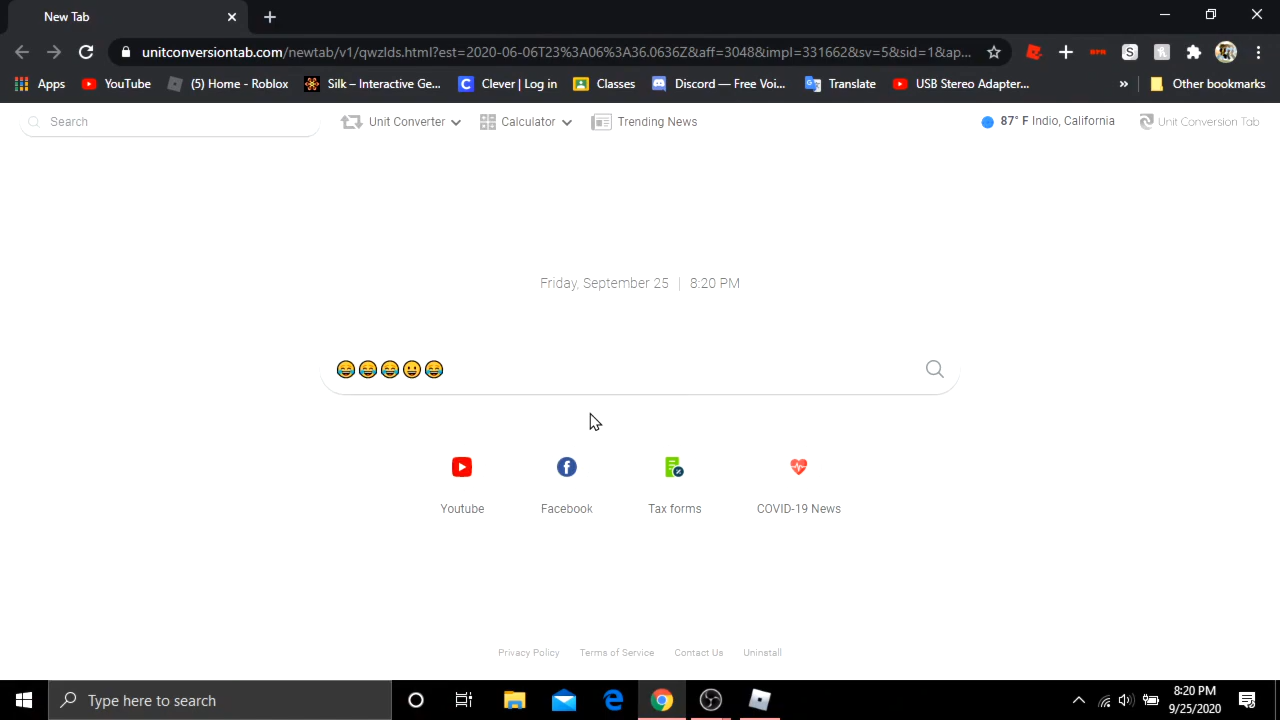 New Tab
unitconversiontab.com/newtab/v1/qwzlds.html?est=2020-06-06T23%3A06%3A36.0636Z&aff=3048&impl=331662&sv=5&sid=1&ap...
Apps YouTube (5) Home - Roblox Silk – Interactive Ge... Clever | Log in Classes Discord — Free Voi... Translate USB Stereo Adapter... » Other bookmarks
Search Unit Converter Calculator Trending News 87° F Indio, California Unit Conversion Tab
Friday, September 25 | 8:20 PM
😂😂😂😀😂
Youtube Facebook Tax forms COVID-19 News
Privacy Policy Terms of Service Contact Us Uninstall
Type here to search
8:20 PM
9/25/2020